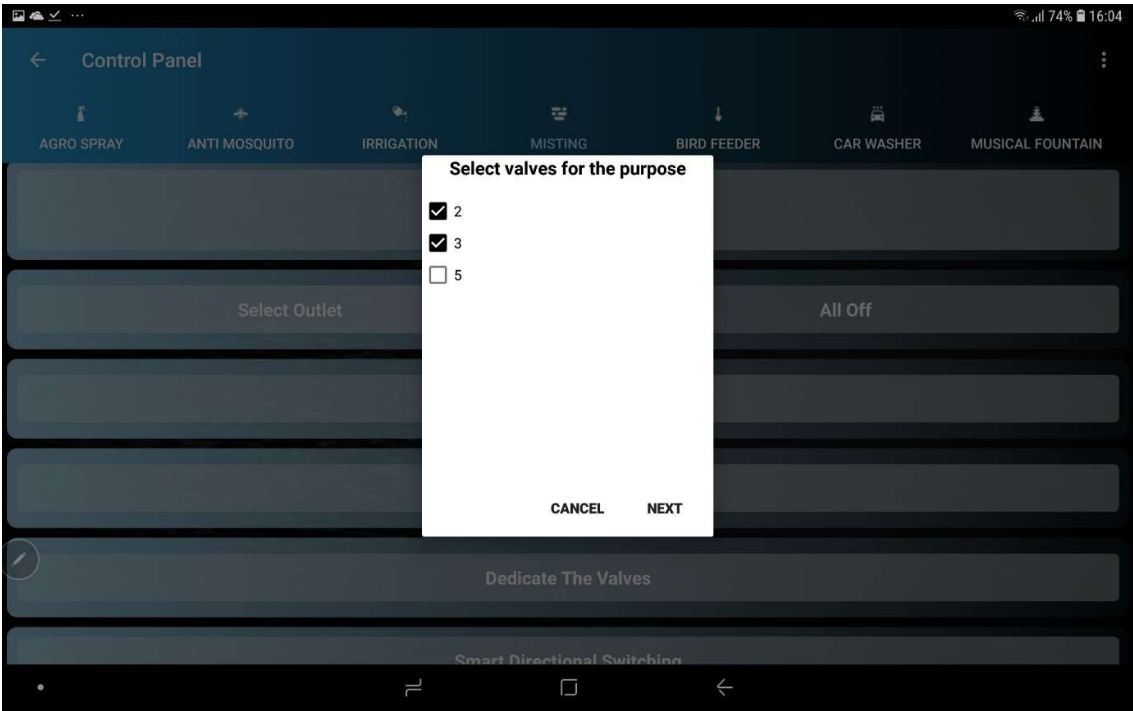 74% 16:04
Control Panel
AGRO SPRAY ANTI MOSQUITO IRRIGATION MISTING BIRD FEEDER CAR WASHER MUSICAL FOUNTAIN
Select valves for the purpose
2
3
5
Select Outlet All Off
CANCEL NEXT
Dedicate The Valves
Smart Directional Switching